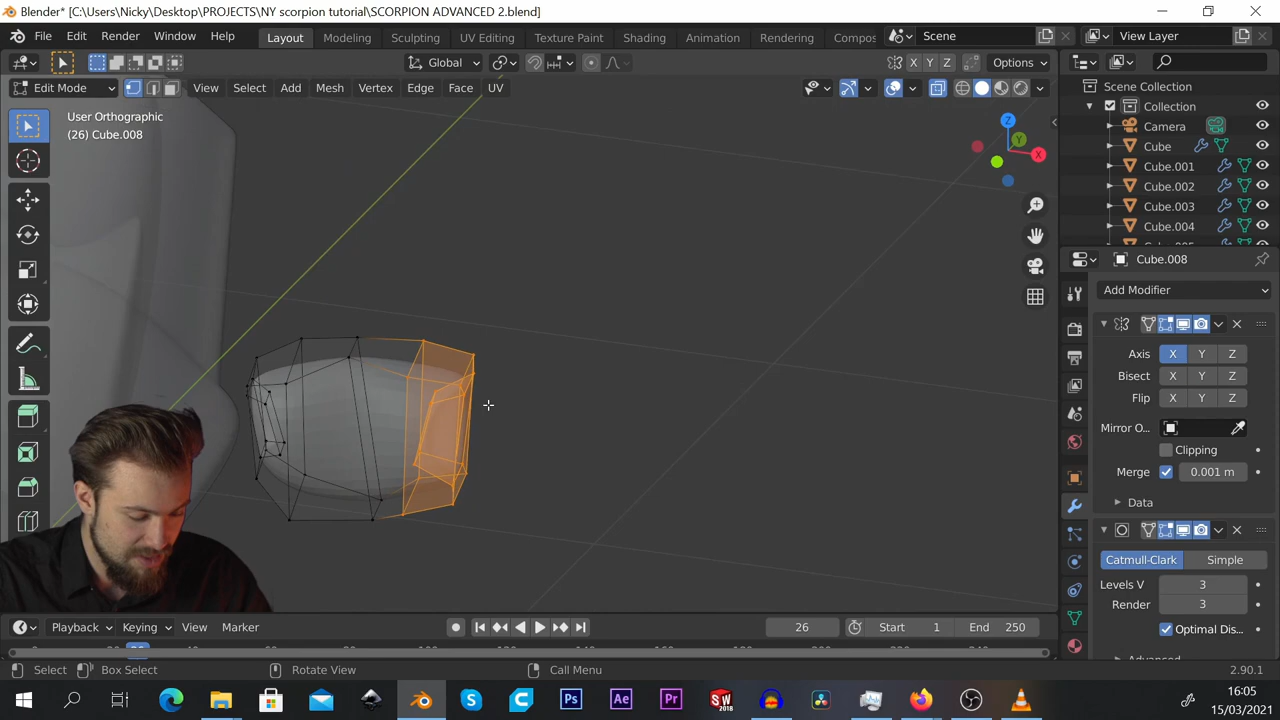 Blender* [C:\Users\Nicky\Desktop\PROJECTS\NY scorpion tutorial\SCORPION ADVANCED 2.blend]
File Edit Render Window Help Layout Modeling Sculpting UV Editing Texture Paint Shading Animation Rendering Compos Scene View Layer
Global X Y Z Options
Edit Mode View Select Add Mesh Vertex Edge Face UV
User Orthographic
(26) Cube.008
Z
Y
X
Scene Collection
Collection
Camera
Cube
Cube.001
Cube.002
Cube.003
Cube.004
Cube.008
Add Modifier
Axis X Y Z
Bisect X Y Z
Flip X Y Z
Mirror O...
Clipping
Merge 0.001 m
Data
Catmull-Clark Simple
Levels V 3
Render 3
Optimal Dis...
Playback Keying View Marker 26 Start 1 End 250
Select Box Select Rotate View Call Menu 2.90.1
16:05
15/03/2021